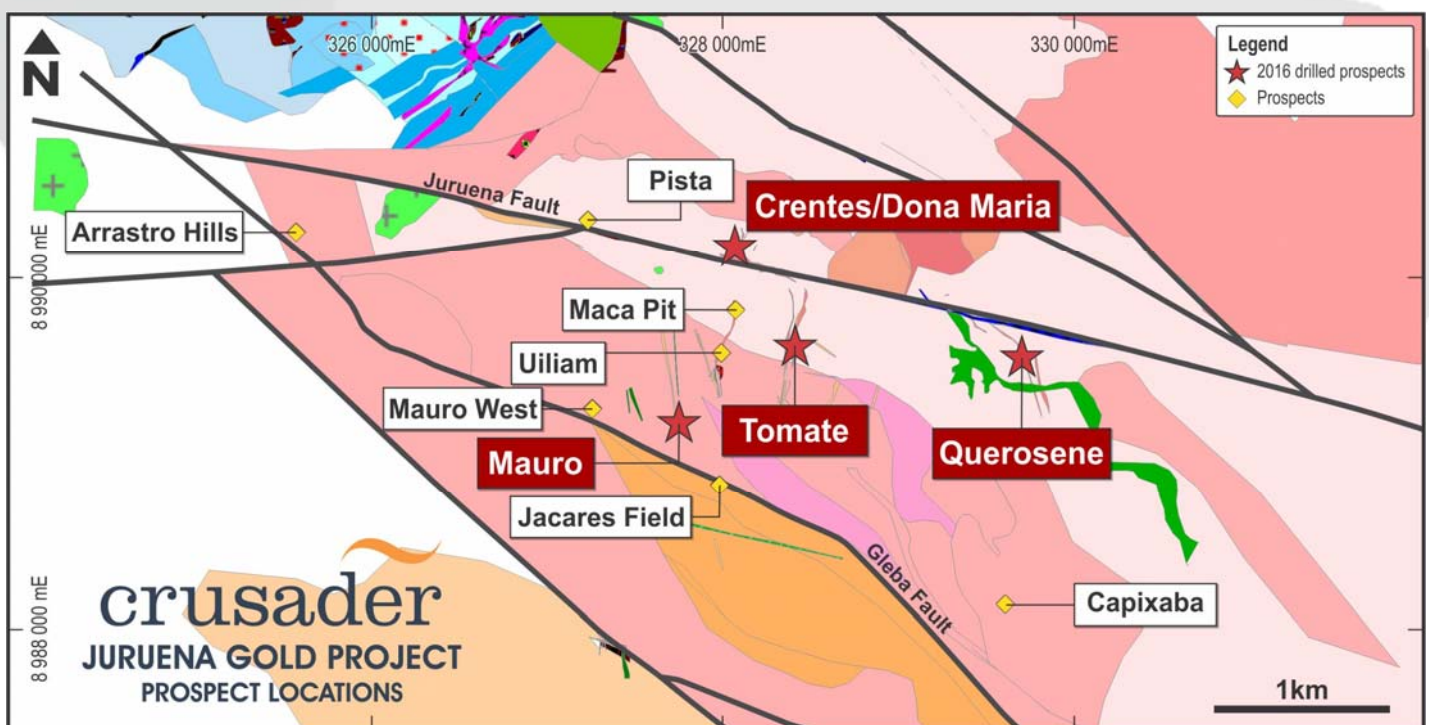 326 000mE
328 000mE
330 000mE
N
Legend
2016 drilled prospects
Prospects
Juruena Fault
Pista
Crentes/Dona Maria
Arrastro Hills
8 990 000 mE
Maca Pit
Uiliam
Mauro West
Tomate
Mauro
Querosene
Jacares Field
Gleba Fault
Capixaba
8 988 000 mE
crusader
JURUENA GOLD PROJECT
PROSPECT LOCATIONS
1km